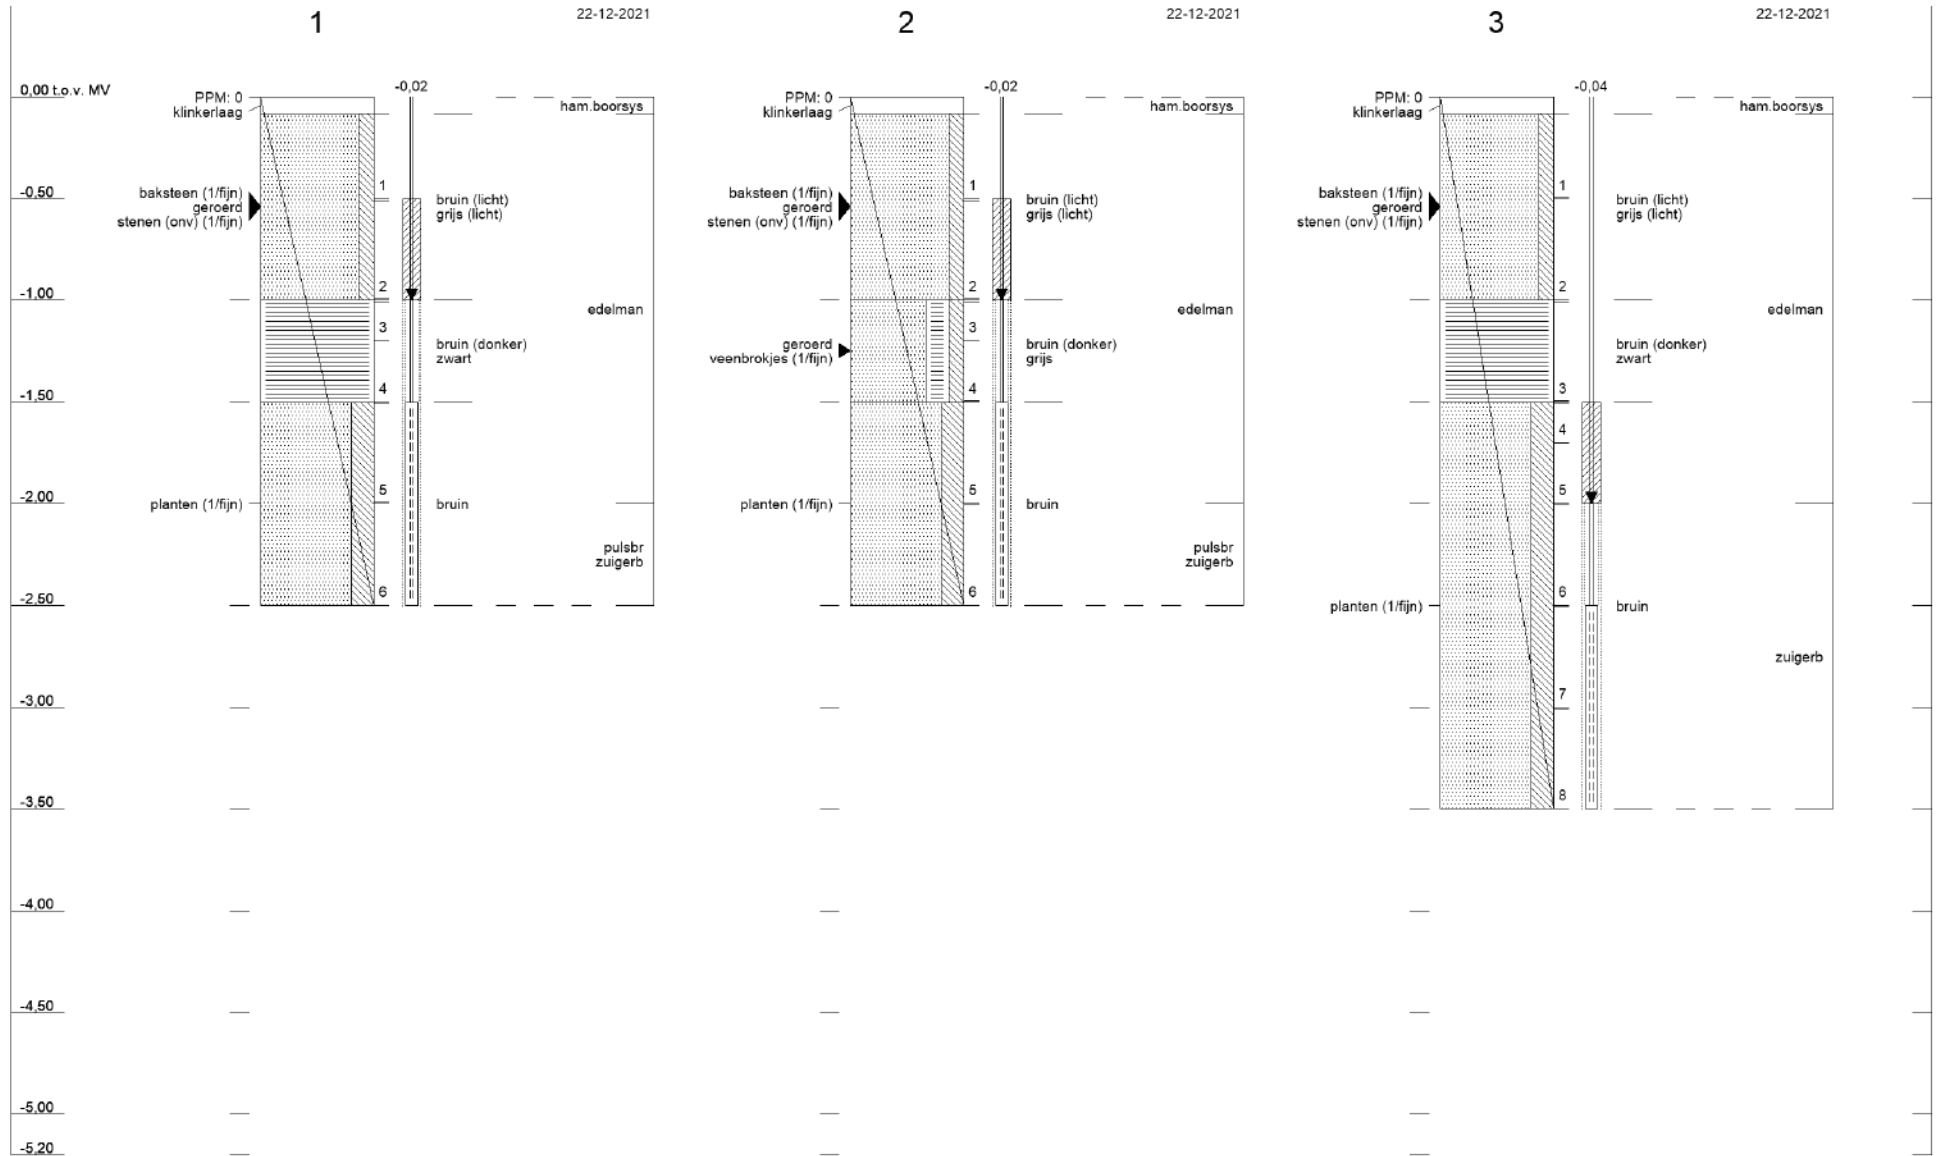 1
22-12-2021
2
22-12-2021
3
22-12-2021
0,00 t.o.v. MV
-0,50
-1,00
-1,50
-2,00
-2,50
-3,00
-3,50
-4,00
-4,50
-5,00
-5,20
PPM: 0
klinkerlaag
-0,02
ham.boorsys
baksteen (1/fijn)
geroerd
stenen (onv) (1/fijn)
1
bruin (licht)
grijs (licht)
2
edelman
3
bruin (donker)
zwart
4
planten (1/fijn)
5
bruin
pulsbr
zuigerb
6
PPM: 0
klinkerlaag
-0,02
ham.boorsys
baksteen (1/fijn)
geroerd
stenen (onv) (1/fijn)
1
bruin (licht)
grijs (licht)
2
edelman
3
geroerd
veenbrokjes (1/fijn)
bruin (donker)
grijs
4
planten (1/fijn)
5
bruin
pulsbr
zuigerb
6
PPM: 0
klinkerlaag
-0,04
ham.boorsys
baksteen (1/fijn)
geroerd
stenen (onv) (1/fijn)
1
bruin (licht)
grijs (licht)
2
edelman
bruin (donker)
zwart
3
4
5
planten (1/fijn)
6
bruin
zuigerb
7
8